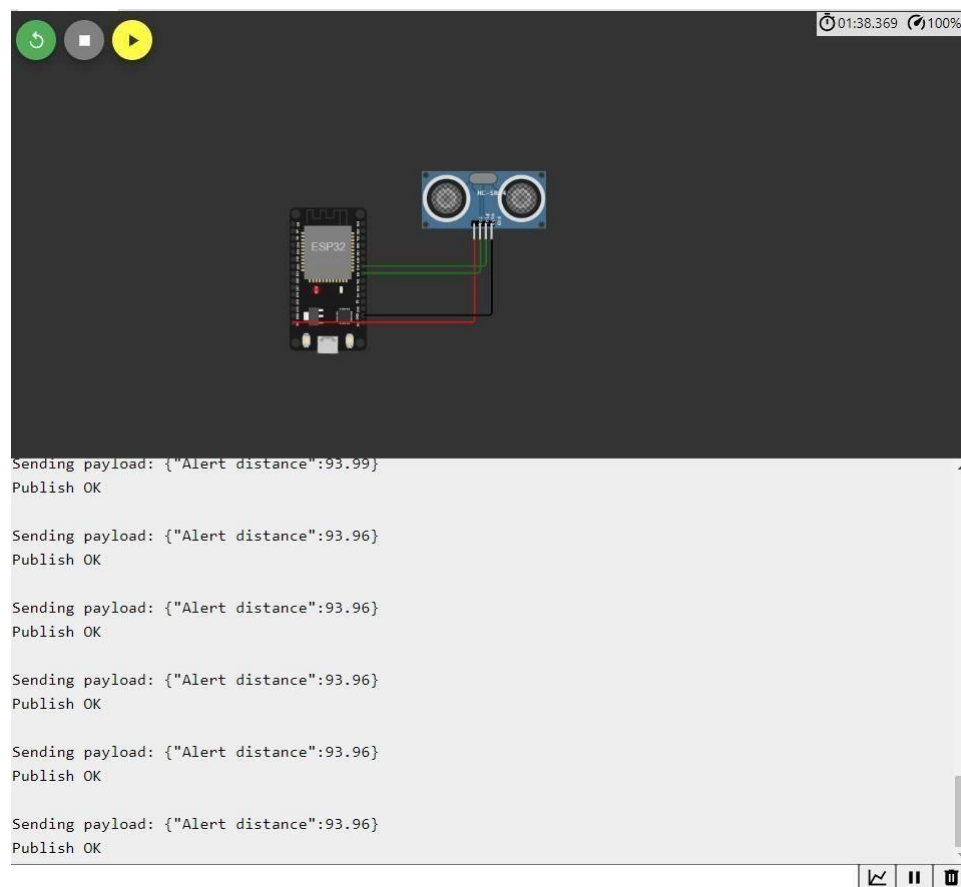 01:38.369 100%
ESP32
Sending payload: {"Alert distance":93.99}
Publish OK
Sending payload: {"Alert distance":93.96}
Publish OK
Sending payload: {"Alert distance":93.96}
Publish OK
Sending payload: {"Alert distance":93.96}
Publish OK
Sending payload: {"Alert distance":93.96}
Publish OK
Sending payload: {"Alert distance":93.96}
Publish OK